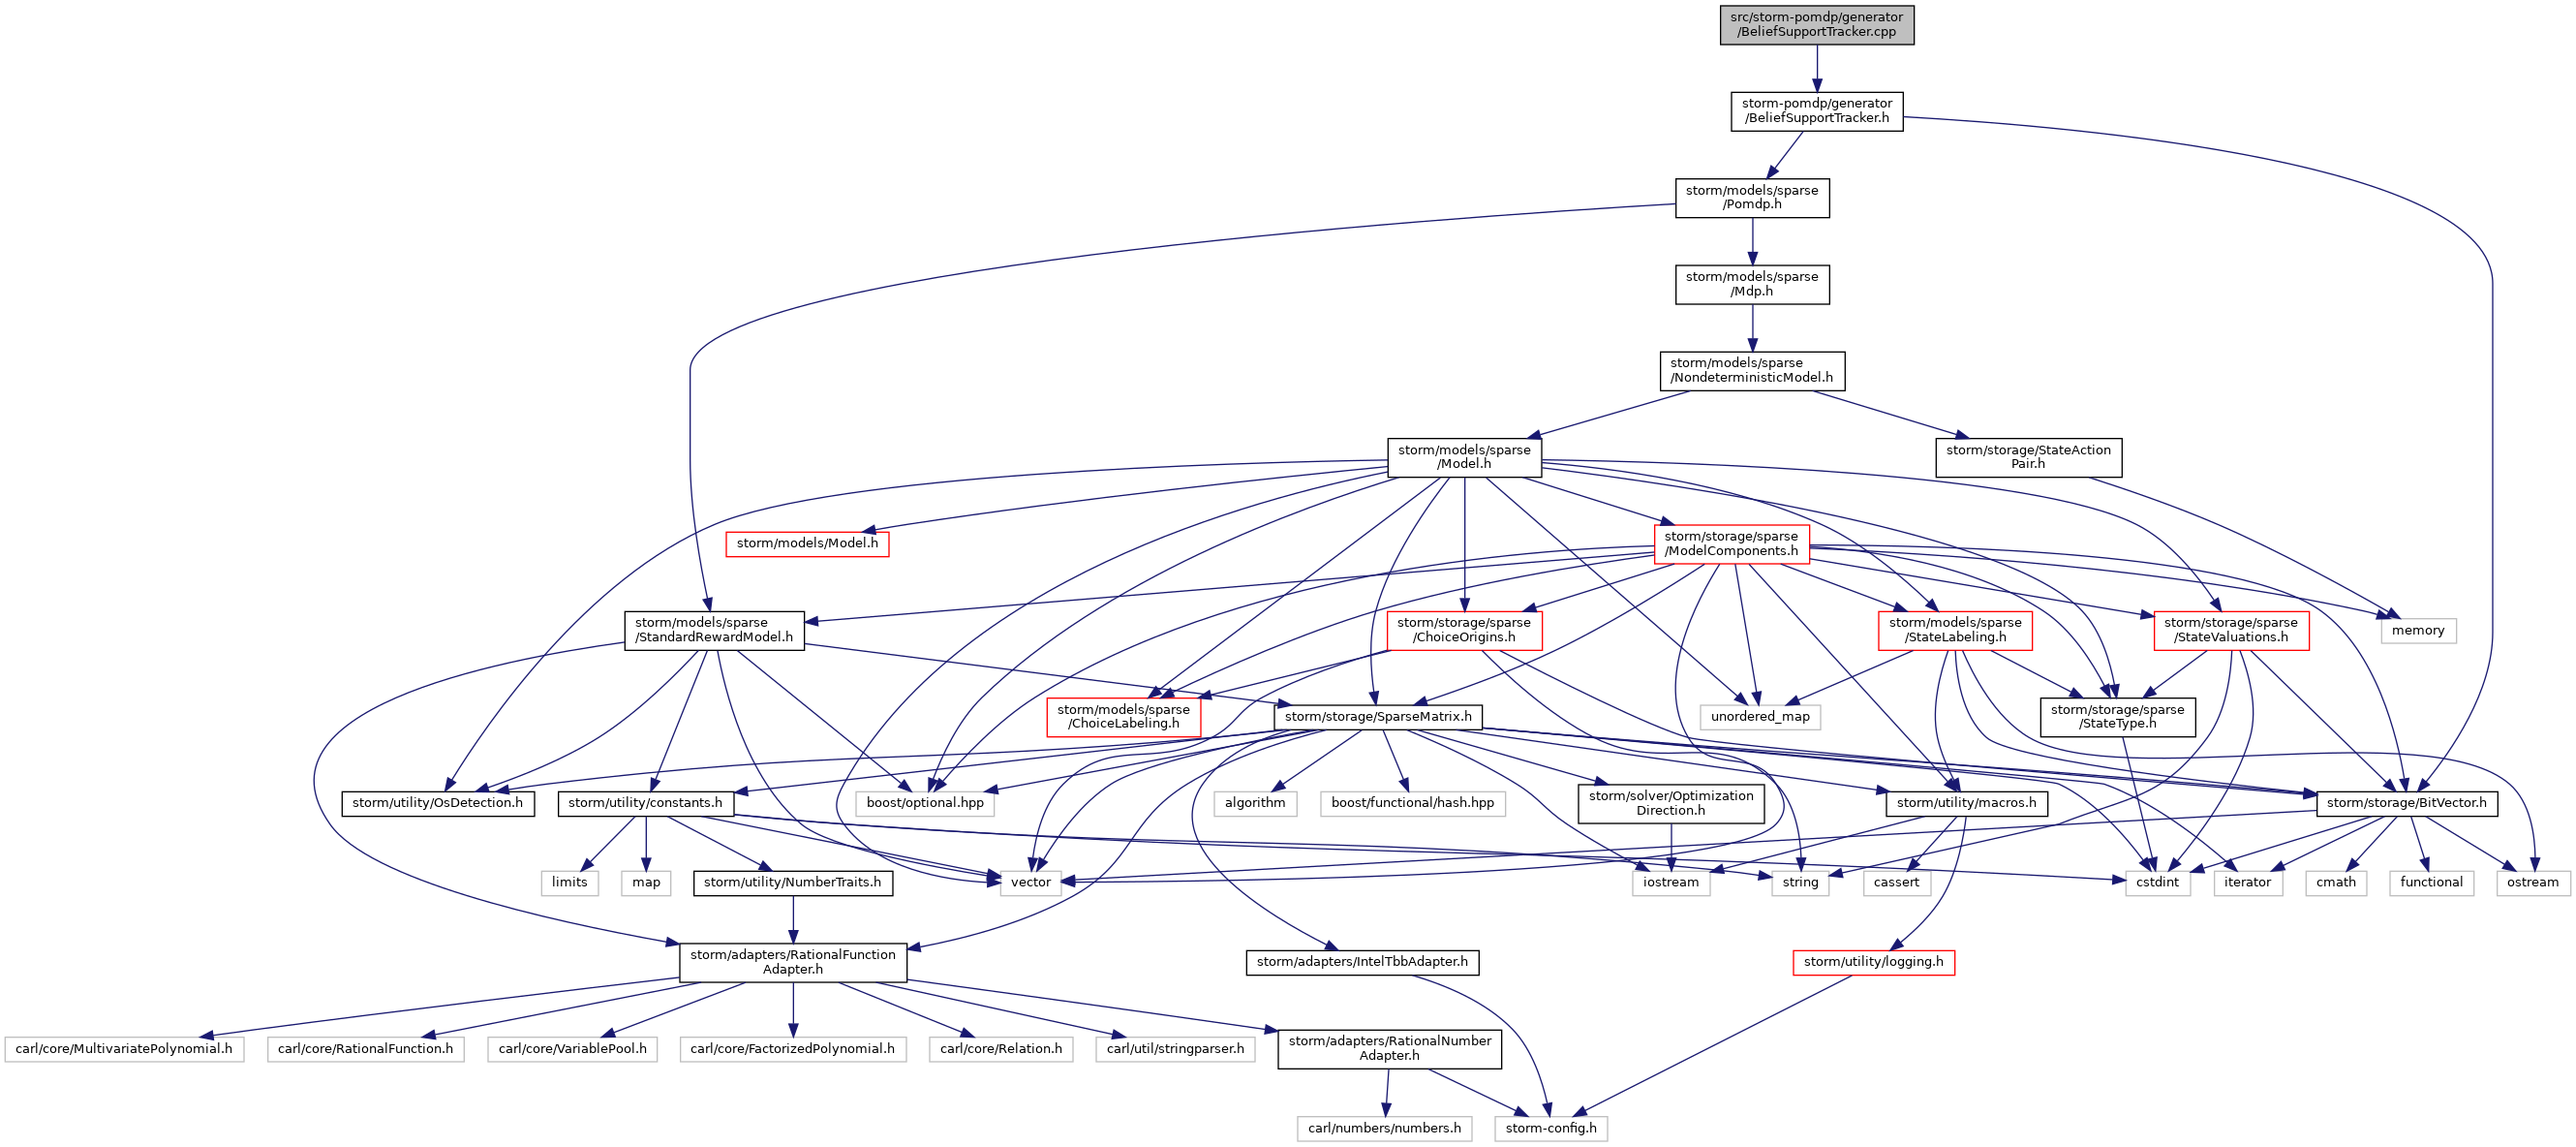 src/storm-pomdp/generator
/BeliefSupportTracker.cpp
storm-pomdp/generator
/BeliefSupportTracker.h
storm/models/sparse
/Pomdp.h
storm/models/sparse
/Mdp.h
storm/models/sparse
/NondeterministicModel.h
storm/models/sparse
/Model.h
storm/storage/StateAction
Pair.h
storm/models/Model.h
storm/storage/sparse
/ModelComponents.h
storm/models/sparse
/StandardRewardModel.h
storm/storage/sparse
/ChoiceOrigins.h
storm/models/sparse
/StateLabeling.h
storm/storage/sparse
/StateValuations.h
memory
storm/models/sparse
/ChoiceLabeling.h
storm/storage/SparseMatrix.h
unordered_map
storm/storage/sparse
/StateType.h
storm/utility/OsDetection.h
storm/utility/constants.h
boost/optional.hpp
algorithm
boost/functional/hash.hpp
storm/solver/Optimization
Direction.h
storm/utility/macros.h
storm/storage/BitVector.h
limits
map
storm/utility/NumberTraits.h
vector
iostream
string
cassert
cstdint
iterator
cmath
functional
ostream
storm/adapters/RationalFunction
Adapter.h
storm/adapters/IntelTbbAdapter.h
storm/utility/logging.h
carl/core/MultivariatePolynomial.h
carl/core/RationalFunction.h
carl/core/VariablePool.h
carl/core/FactorizedPolynomial.h
carl/core/Relation.h
carl/util/stringparser.h
storm/adapters/RationalNumber
Adapter.h
carl/numbers/numbers.h
storm-config.h